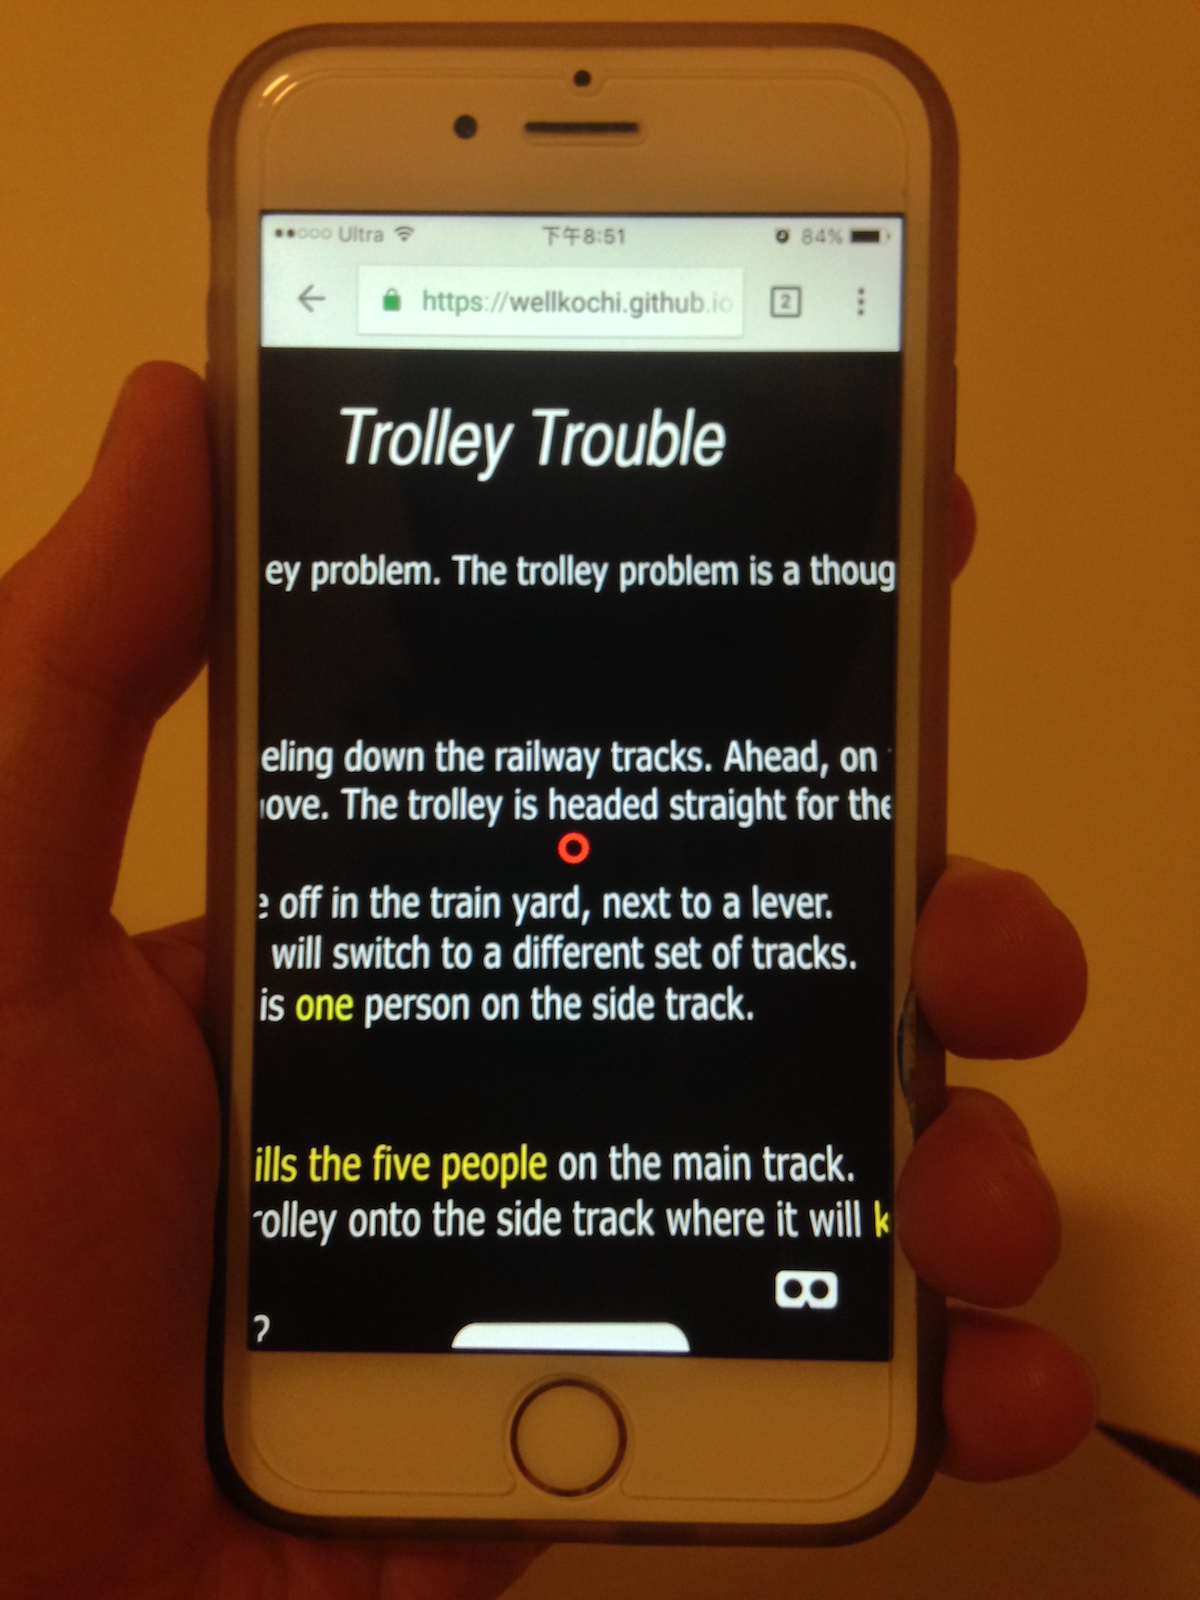 Ultra 下午8:51 84%
https://wellkochi.github.io 2
Trolley Trouble
ey problem. The trolley problem is a thoug
eling down the railway tracks. Ahead, on
ove. The trolley is headed straight for the
e off in the train yard, next to a lever.
will switch to a different set of tracks.
is one person on the side track.
ills the five people on the main track.
rolley onto the side track where it will k
?